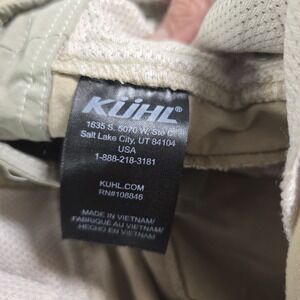 KÜHL®
1635 S. 5070 W. Ste C.
Salt Lake City, UT 84104
USA
1-888-218-3181
KUHL.COM
RN#108846
MADE IN VIETNAM/
FABRIQUÉ AU VIETNAM/
HECHO EN VIETNAM